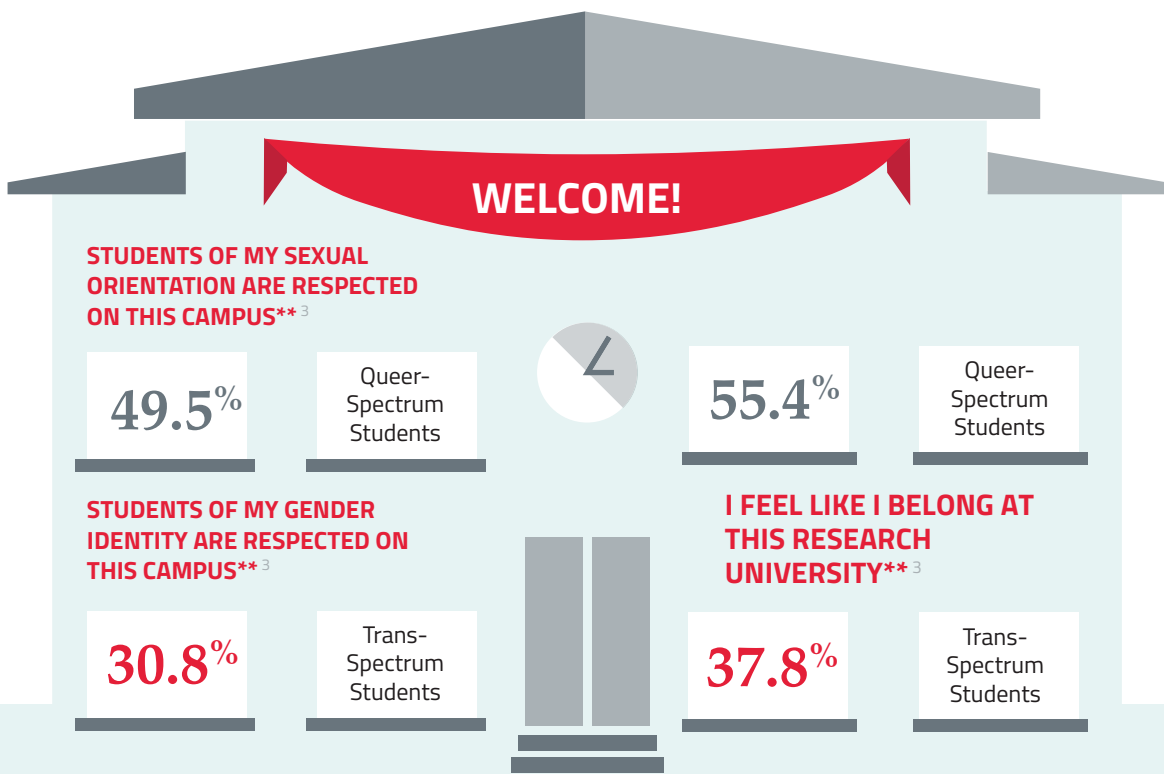 WELCOME!
STUDENTS OF MY SEXUAL
ORIENTATION ARE RESPECTED
ON THIS CAMPUS** 3
49.5%
Queer-
Spectrum
Students
55.4%
Queer-
Spectrum
Students
STUDENTS OF MY GENDER
IDENTITY ARE RESPECTED ON
THIS CAMPUS** 3
I FEEL LIKE I BELONG AT
THIS RESEARCH
UNIVERSITY** 3
30.8%
Trans-
Spectrum
Students
37.8%
Trans-
Spectrum
Students